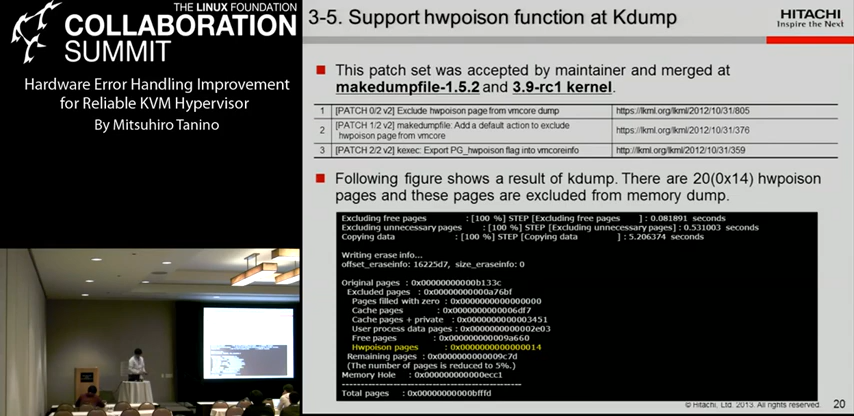 THE LINUX FOUNDATION
COLLABORATION
SUMMIT
Hardware Error Handling Improvement
for Reliable KVM Hypervisor
By Mitsuhiro Tanino
3-5. Support hwpoison function at Kdump
HITACHI
Inspire the Next
This patch set was accepted by maintainer and merged at
makedumpfile-1.5.2 and 3.9-rc1 kernel.
1 [PATCH 0/2 v2] Exclude hwpoison page from vmcore dump https://lkml.org/lkml/2012/10/31/805
2 [PATCH 1/2 v2] makedumpfile: Add a default action to exclude https://lkml.org/lkml/2012/10/31/376
hwpoison page from vmcore
3 [PATCH 2/2 v2] kexec: Export PG_hwpoison flag into vmcoreinfo http://lkml.org/lkml/2012/10/31/359
Following figure shows a result of kdump. There are 20(0x14) hwpoison
pages and these pages are excluded from memory dump.
Excluding free pages : [100 %] STEP [Excluding free pages ] : 0.081891 seconds
Excluding unnecessary pages : [100 %] STEP [Excluding unnecessary pages] : 0.531003 seconds
Copying data : [100 %] STEP [Copying data ] : 5.206374 seconds
Writing erase info...
offset_eraseinfo: 16225d7, size_eraseinfo: 0
Original pages : 0x00000000000b133c
Excluded pages : 0x00000000000a76bf
Pages filled with zero : 0x0000000000000000
Cache pages : 0x0000000000006df7
Cache pages + private : 0x0000000000003451
User process data pages : 0x0000000000002e03
Free pages : 0x000000000009a660
Hwpoison pages : 0x0000000000000014
Remaining pages : 0x0000000000009c7d
(The number of pages is reduced to 5%.)
Memory Hole : 0x000000000000ecc1
--------------------------------------------------
Total pages : 0x00000000000bfffd
© Hitachi, Ltd. 2013. All rights reserved. 20